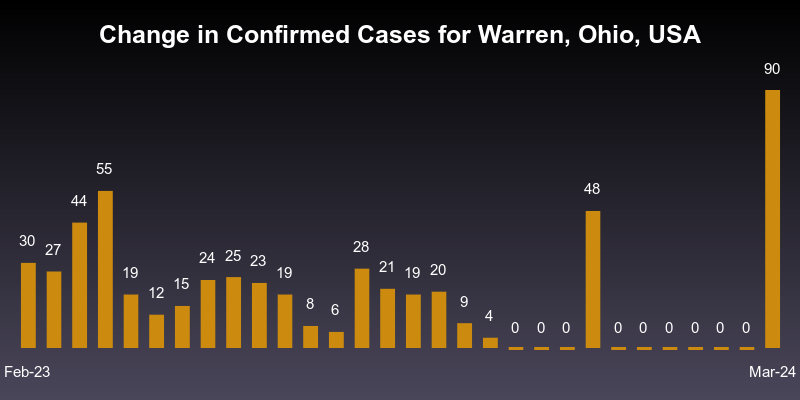 Change in Confirmed Cases for Warren, Ohio, USA
30 27 44 55 19 12 15 24 25 23 19 8 6 28 21 19 20 9 4 0 0 0 48 0 0 0 0 0 0 90
Feb-23 Mar-24